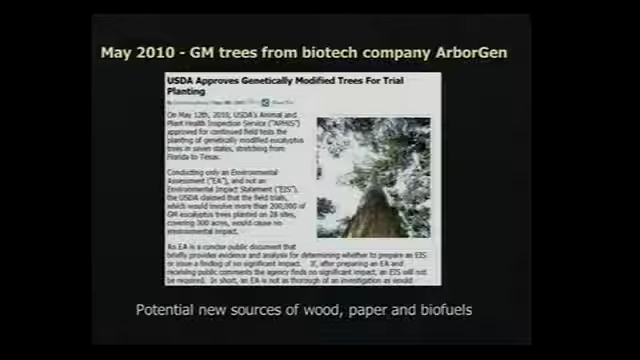 May 2010 - GM trees from biotech company ArborGen
USDA Approves Genetically Modified Trees For Trial
Planting
On May 12th, 2010, USDA's Animal and
Plant Health Inspection Service ("APHIS")
approved for continued field tests the
planting of genetically modified eucalyptus
trees in seven states, stretching from
Florida to Texas.
Conducting only an Environmental
Assessment ("EA"), and not an
Environmental Impact Statement ("EIS"),
the USDA claimed that the field trials,
which would involve more than 200,000 of
GM eucalyptus trees planted on 28 sites,
covering 300 acres, would cause no
environmental impact.
An EA is a concise public document that
briefly provides evidence and analysis for determining whether to prepare an EIS
or issue a finding of no significant impact. If, after preparing an EA and
receiving public comments the agency finds no significant impact, an EIS will not
be required. In short, an EA is not as thorough of an investigation as would
Potential new sources of wood, paper and biofuels